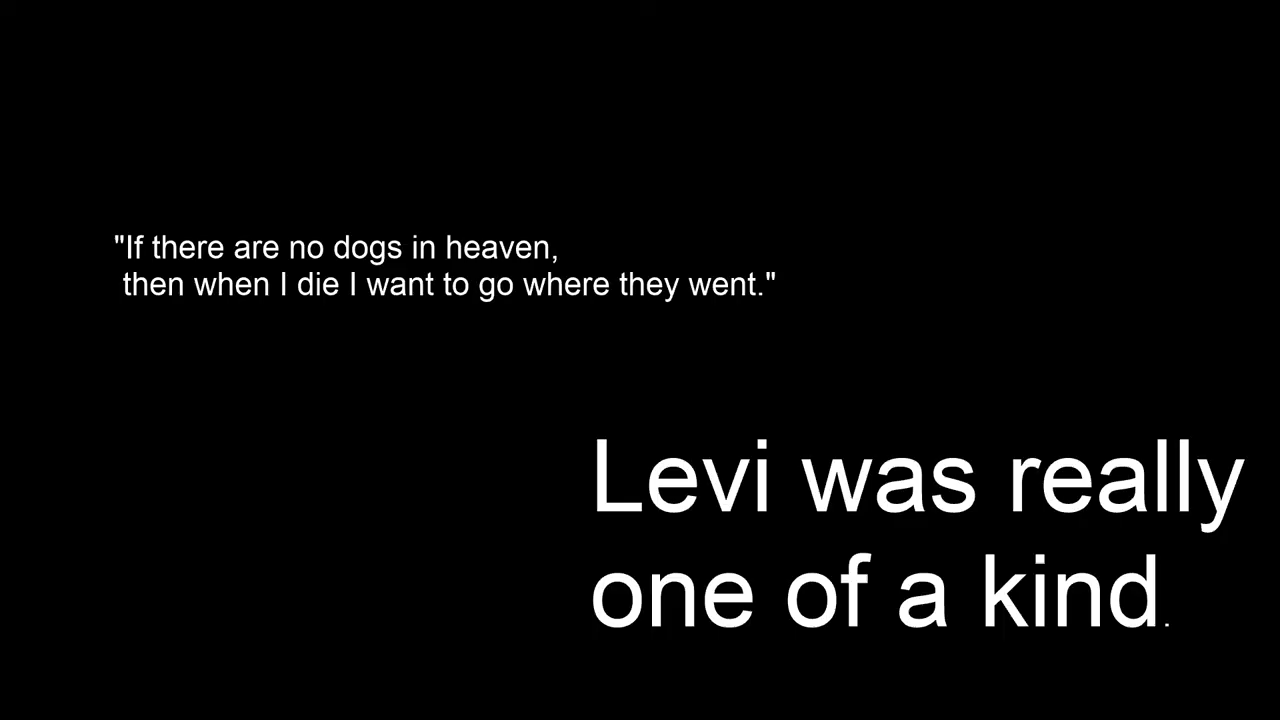 "If there are no dogs in heaven,
then when I die I want to go where they went."
Levi was really
one of a kind.